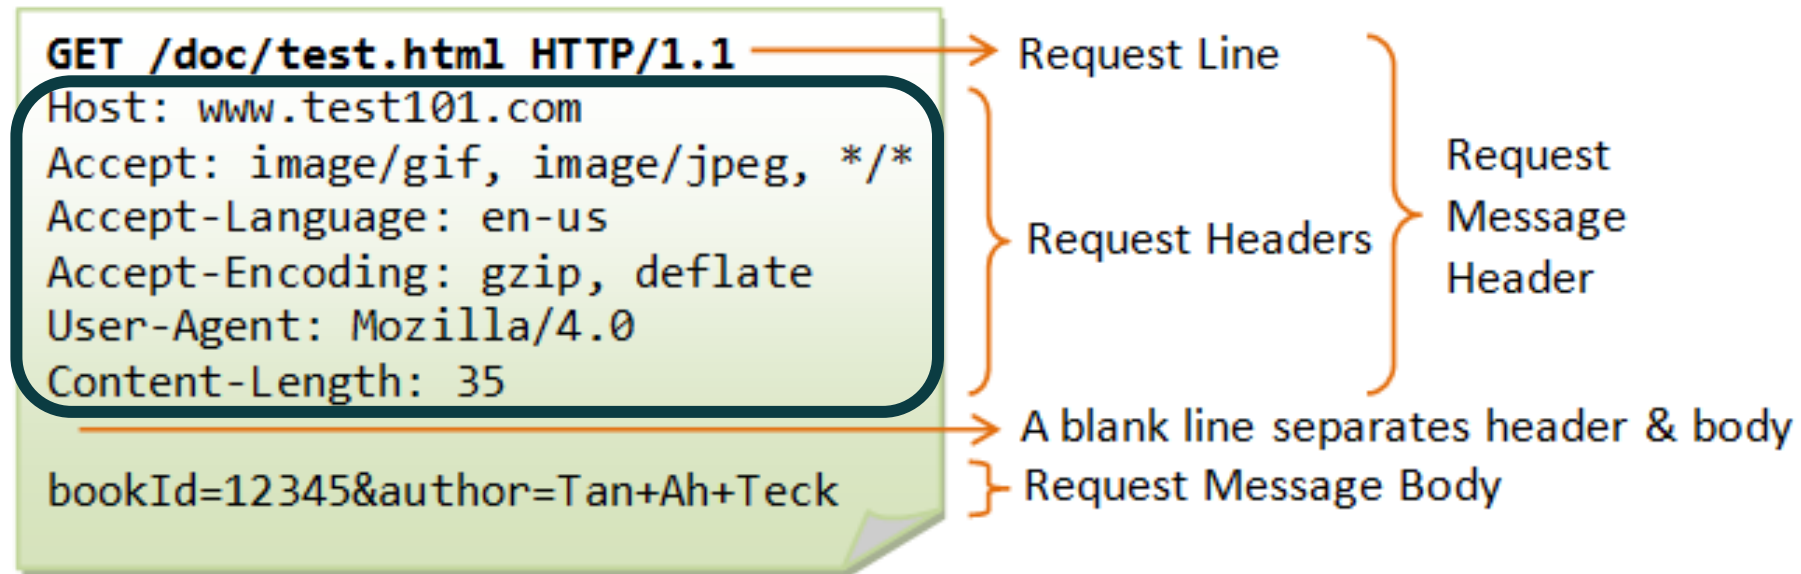 GET /doc/test.html HTTP/1.1
Request Line
Host: www.test101.com
Accept: image/gif, image/jpeg, */*
Accept-Language: en-us
Accept-Encoding: gzip, deflate
User-Agent: Mozilla/4.0
Content-Length: 35
Request Headers
Request
Message
Header
A blank line separates header & body
bookId=12345&author=Tan+Ah+Teck
Request Message Body